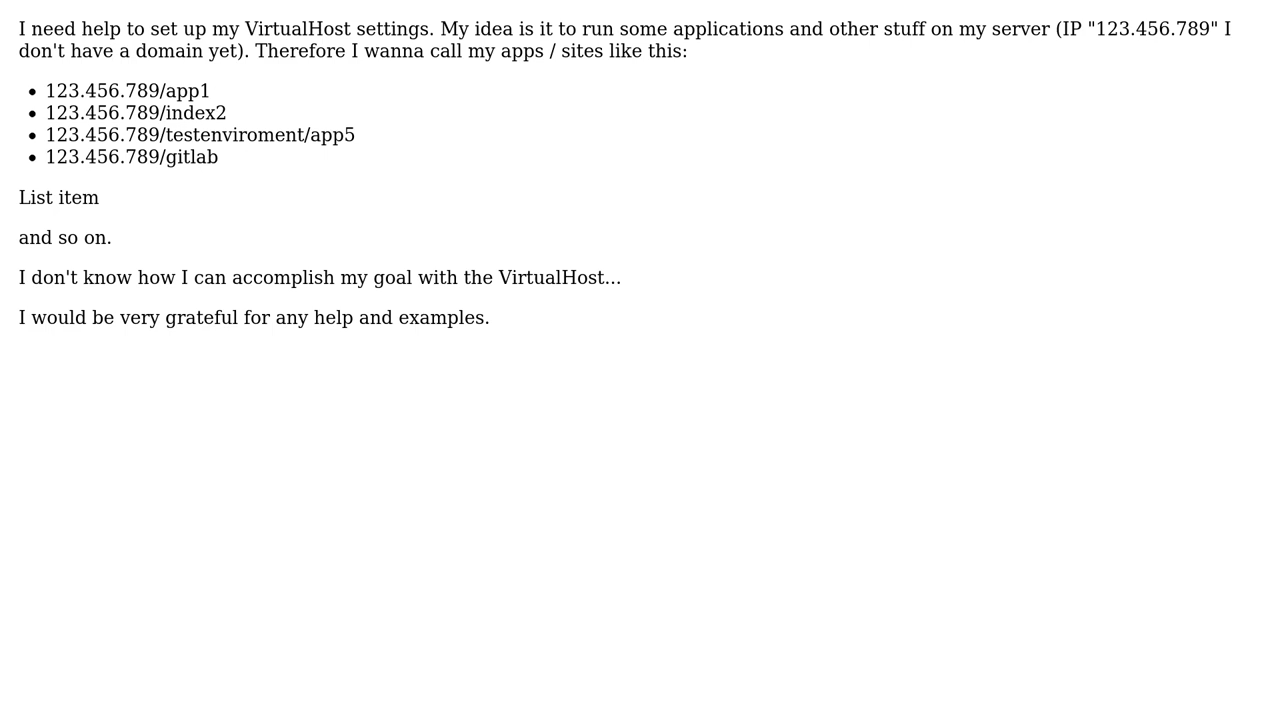 I need help to set up my VirtualHost settings. My idea is it to run some applications and other stuff on my server (IP "123.456.789" I
don't have a domain yet). Therefore I wanna call my apps / sites like this:
• 123.456.789/app1
• 123.456.789/index2
• 123.456.789/testenviroment/app5
• 123.456.789/gitlab
List item
and so on.
I don't know how I can accomplish my goal with the VirtualHost...
I would be very grateful for any help and examples.